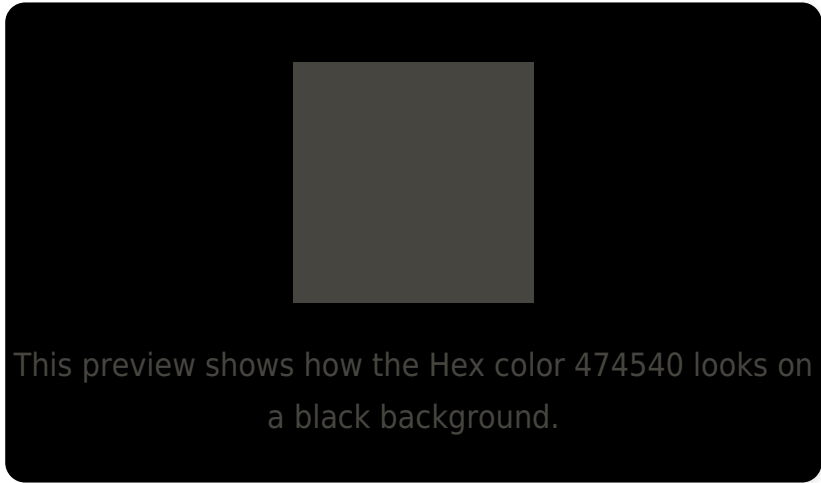 This preview shows how the Hex color 474540 looks on
a black background.